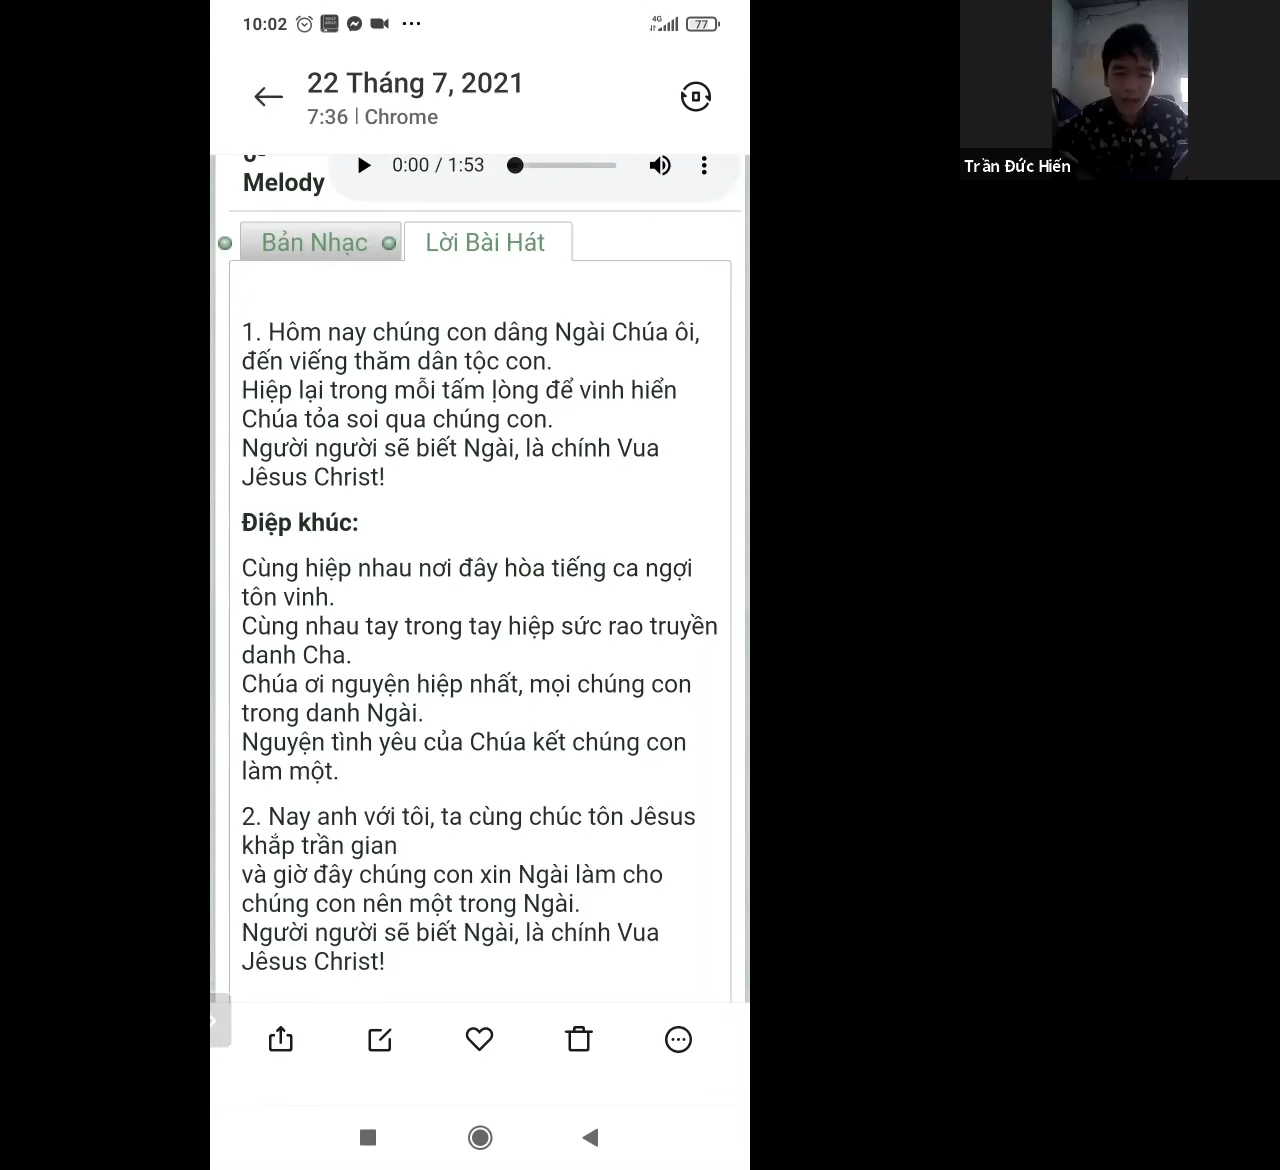 10:02
4G
77
22 Tháng 7, 2021
7:36 | Chrome
Melody
0:00 / 1:53
Bản Nhạc
Lời Bài Hát
1. Hôm nay chúng con dâng Ngài Chúa ôi,
đến viếng thăm dân tộc con.
Hiệp lại trong mỗi tấm lòng để vinh hiển
Chúa tỏa soi qua chúng con.
Người người sẽ biết Ngài, là chính Vua
Jêsus Christ!
Điệp khúc:
Cùng hiệp nhau nơi đây hòa tiếng ca ngợi
tôn vinh.
Cùng nhau tay trong tay hiệp sức rao truyền
danh Cha.
Chúa ơi nguyện hiệp nhất, mọi chúng con
trong danh Ngài.
Nguyện tình yêu của Chúa kết chúng con
làm một.
2. Nay anh với tôi, ta cùng chúc tôn Jêsus
khắp trần gian
và giờ đây chúng con xin Ngài làm cho
chúng con nên một trong Ngài.
Người người sẽ biết Ngài, là chính Vua
Jêsus Christ!
Trần Đức Hiến